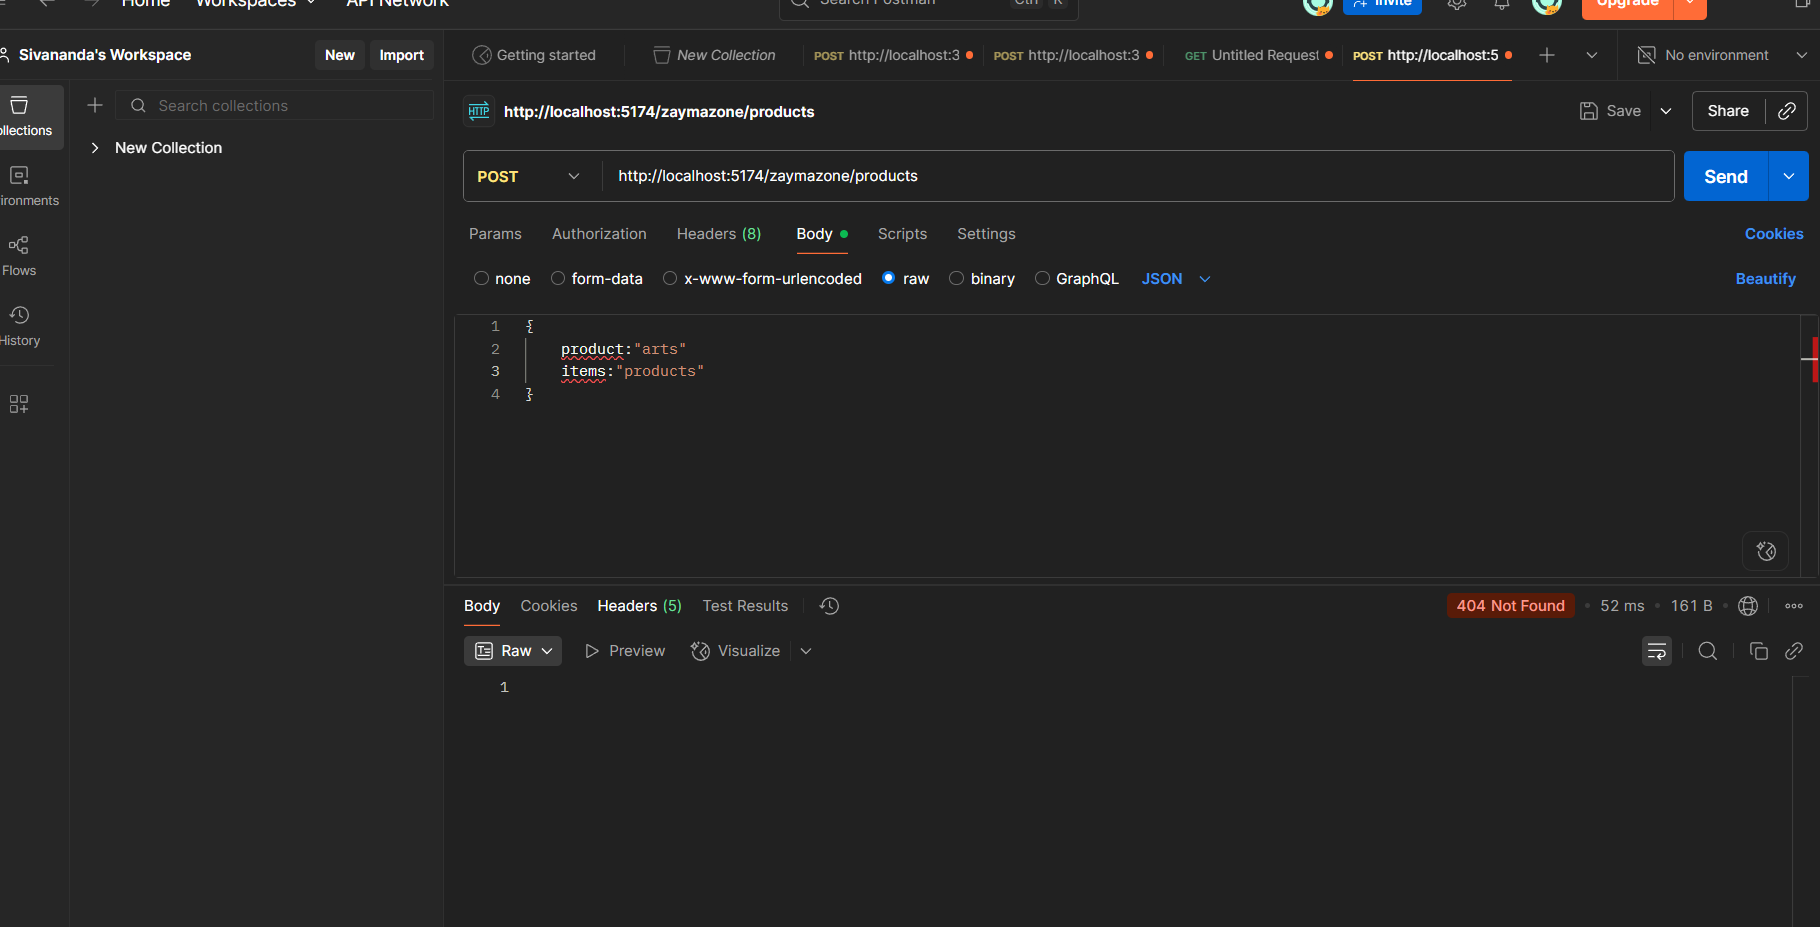 Home Workspaces API Network Search Postman Ctrl K Invite Upgrade
Sivananda's Workspace New Import
Getting started New Collection POST http://localhost:3 POST http://localhost:3 GET Untitled Request POST http://localhost:5 No environment
Search collections
HTTP http://localhost:5174/zaymazone/products Save Share
llections
New Collection
POST http://localhost:5174/zaymazone/products Send
ironments
Params Authorization Headers (8) Body Scripts Settings Cookies
Flows
none form-data x-www-form-urlencoded raw binary GraphQL JSON Beautify
History
1 {
2 product:"arts"
3 items:"products"
4 }
Body Cookies Headers (5) Test Results 404 Not Found • 52 ms • 161 B
Raw Preview Visualize
1